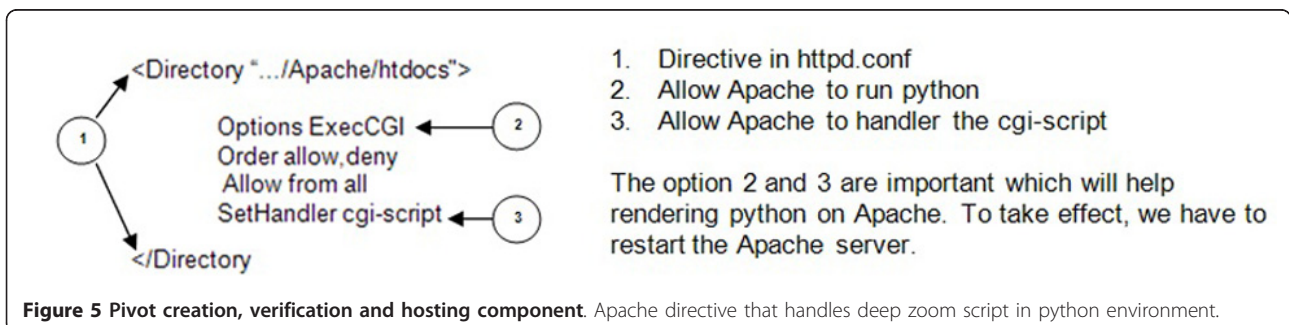 <Directory “.../Apache/htdocs”>
1
Options ExecCGI
2
Order allow,deny
Allow from all
SetHandler cgi-script
3
</Directory
1. Directive in httpd.conf
2. Allow Apache to run python
3. Allow Apache to handler the cgi-script
The option 2 and 3 are important which will help
rendering python on Apache. To take effect, we have to
restart the Apache server.
Figure 5 Pivot creation, verification and hosting component. Apache directive that handles deep zoom script in python environment.